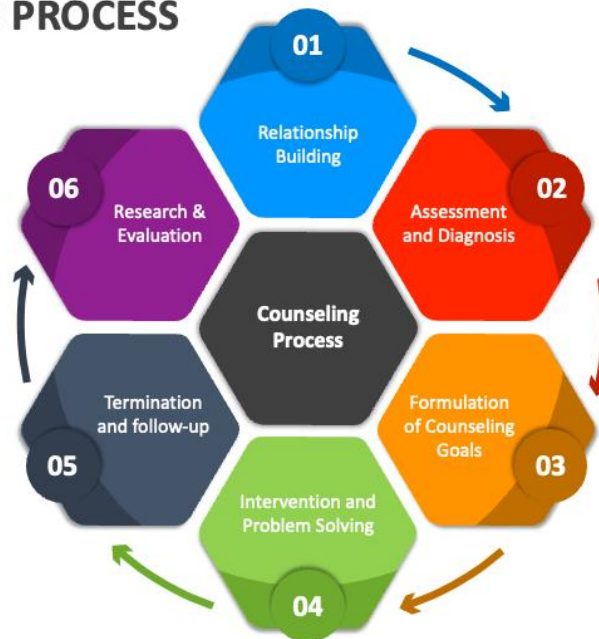 PROCESS
01
Relationship
Building
02
Assessment
and Diagnosis
03
Formulation
of Counseling
Goals
04
Intervention and
Problem Solving
05
Termination
and follow-up
06
Research &
Evaluation
Counseling
Process